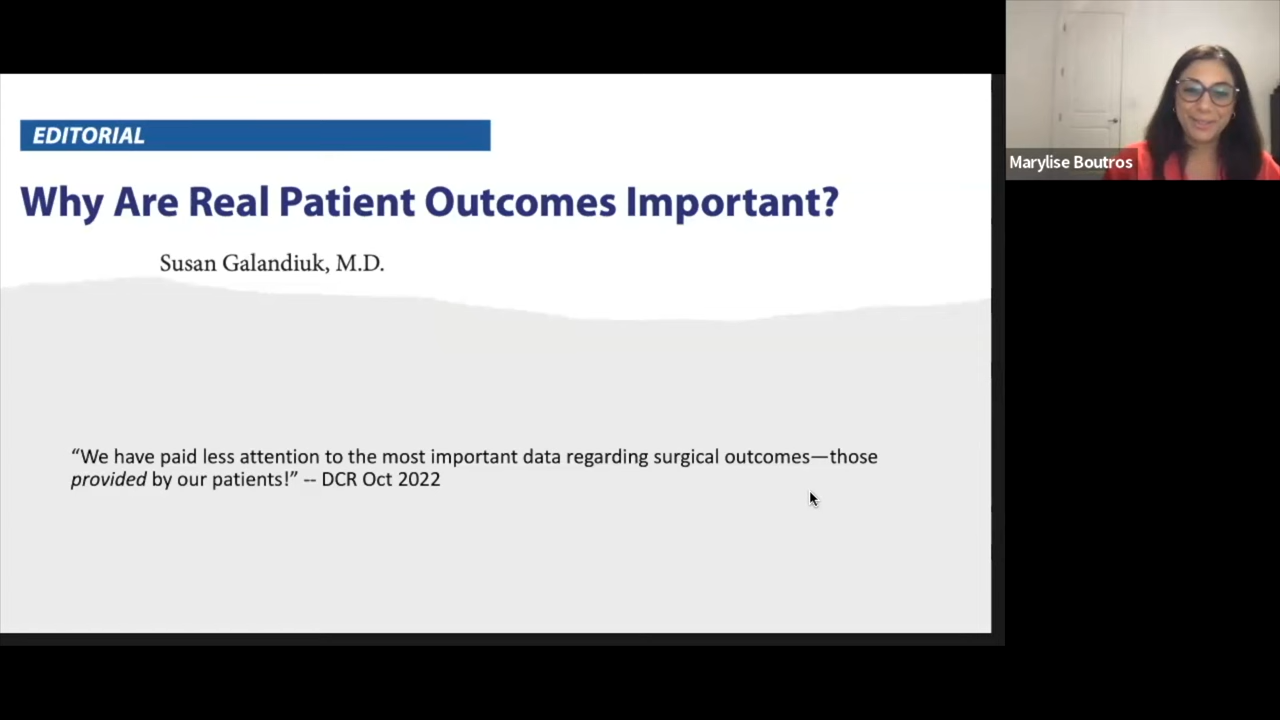 EDITORIAL
Why Are Real Patient Outcomes Important?
Susan Galandiuk, M.D.
“We have paid less attention to the most important data regarding surgical outcomes—those
provided by our patients!” -- DCR Oct 2022
Marylise Boutros